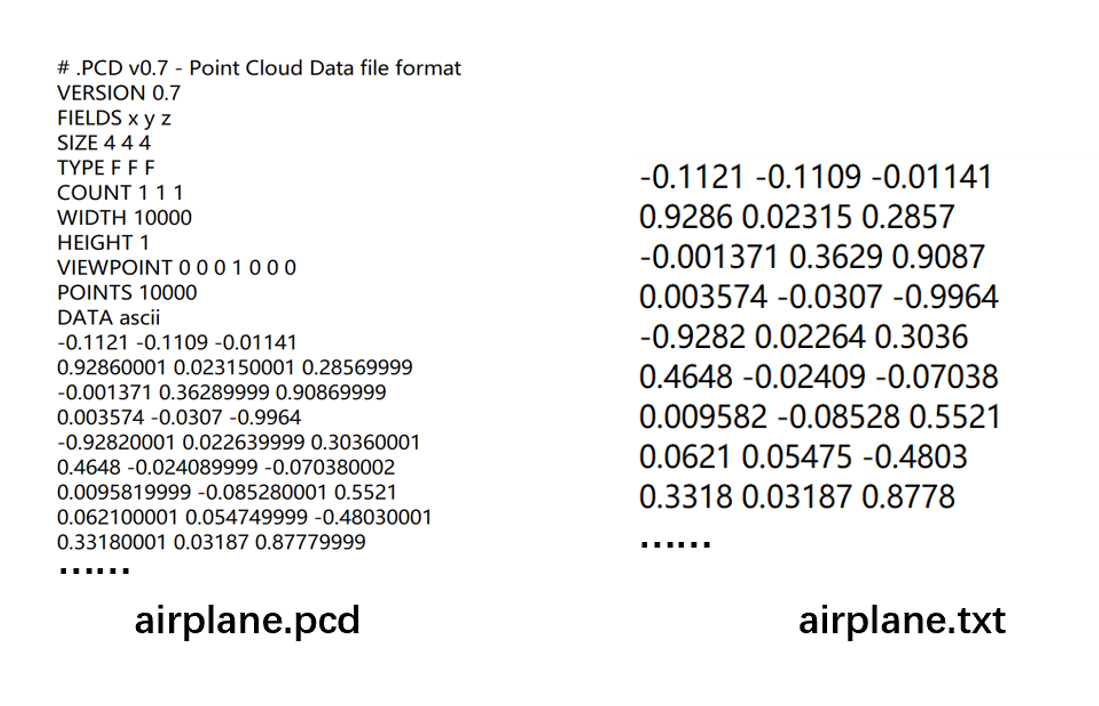 # .PCD v0.7 - Point Cloud Data file format
VERSION 0.7
FIELDS x y z
SIZE 4 4 4
TYPE F F F
COUNT 1 1 1
WIDTH 10000
HEIGHT 1
VIEWPOINT 0 0 0 1 0 0 0
POINTS 10000
DATA ascii
-0.1121 -0.1109 -0.01141
0.92860001 0.023150001 0.28569999
-0.001371 0.36289999 0.90869999
0.003574 -0.0307 -0.9964
-0.92820001 0.022639999 0.30360001
0.4648 -0.024089999 -0.070380002
0.0095819999 -0.085280001 0.5521
0.062100001 0.054749999 -0.48030001
0.33180001 0.03187 0.87779999
……
airplane.pcd
-0.1121 -0.1109 -0.01141
0.9286 0.02315 0.2857
-0.001371 0.3629 0.9087
0.003574 -0.0307 -0.9964
-0.9282 0.02264 0.3036
0.4648 -0.02409 -0.07038
0.009582 -0.08528 0.5521
0.0621 0.05475 -0.4803
0.3318 0.03187 0.8778
……
airplane.txt